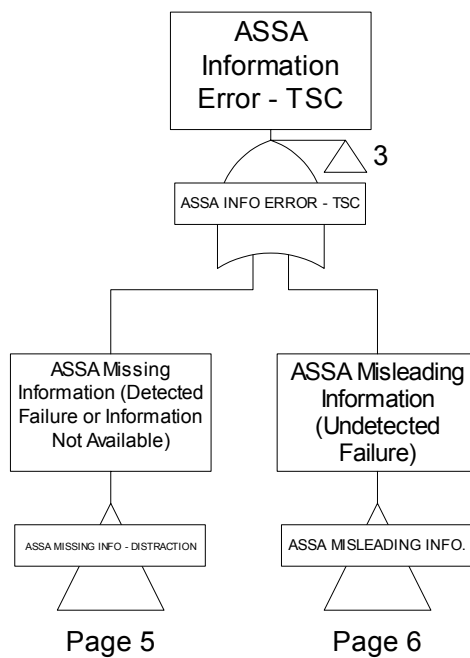 ASSA
Information
Error - TSC
3
ASSA INFO ERROR - TSC
ASSA Missing
Information (Detected
Failure or Information
Not Available)
ASSA Misleading
Information
(Undetected
Failure)
ASSA MISSING INFO - DISTRACTION
ASSA MISLEADING INFO.
Page 5
Page 6